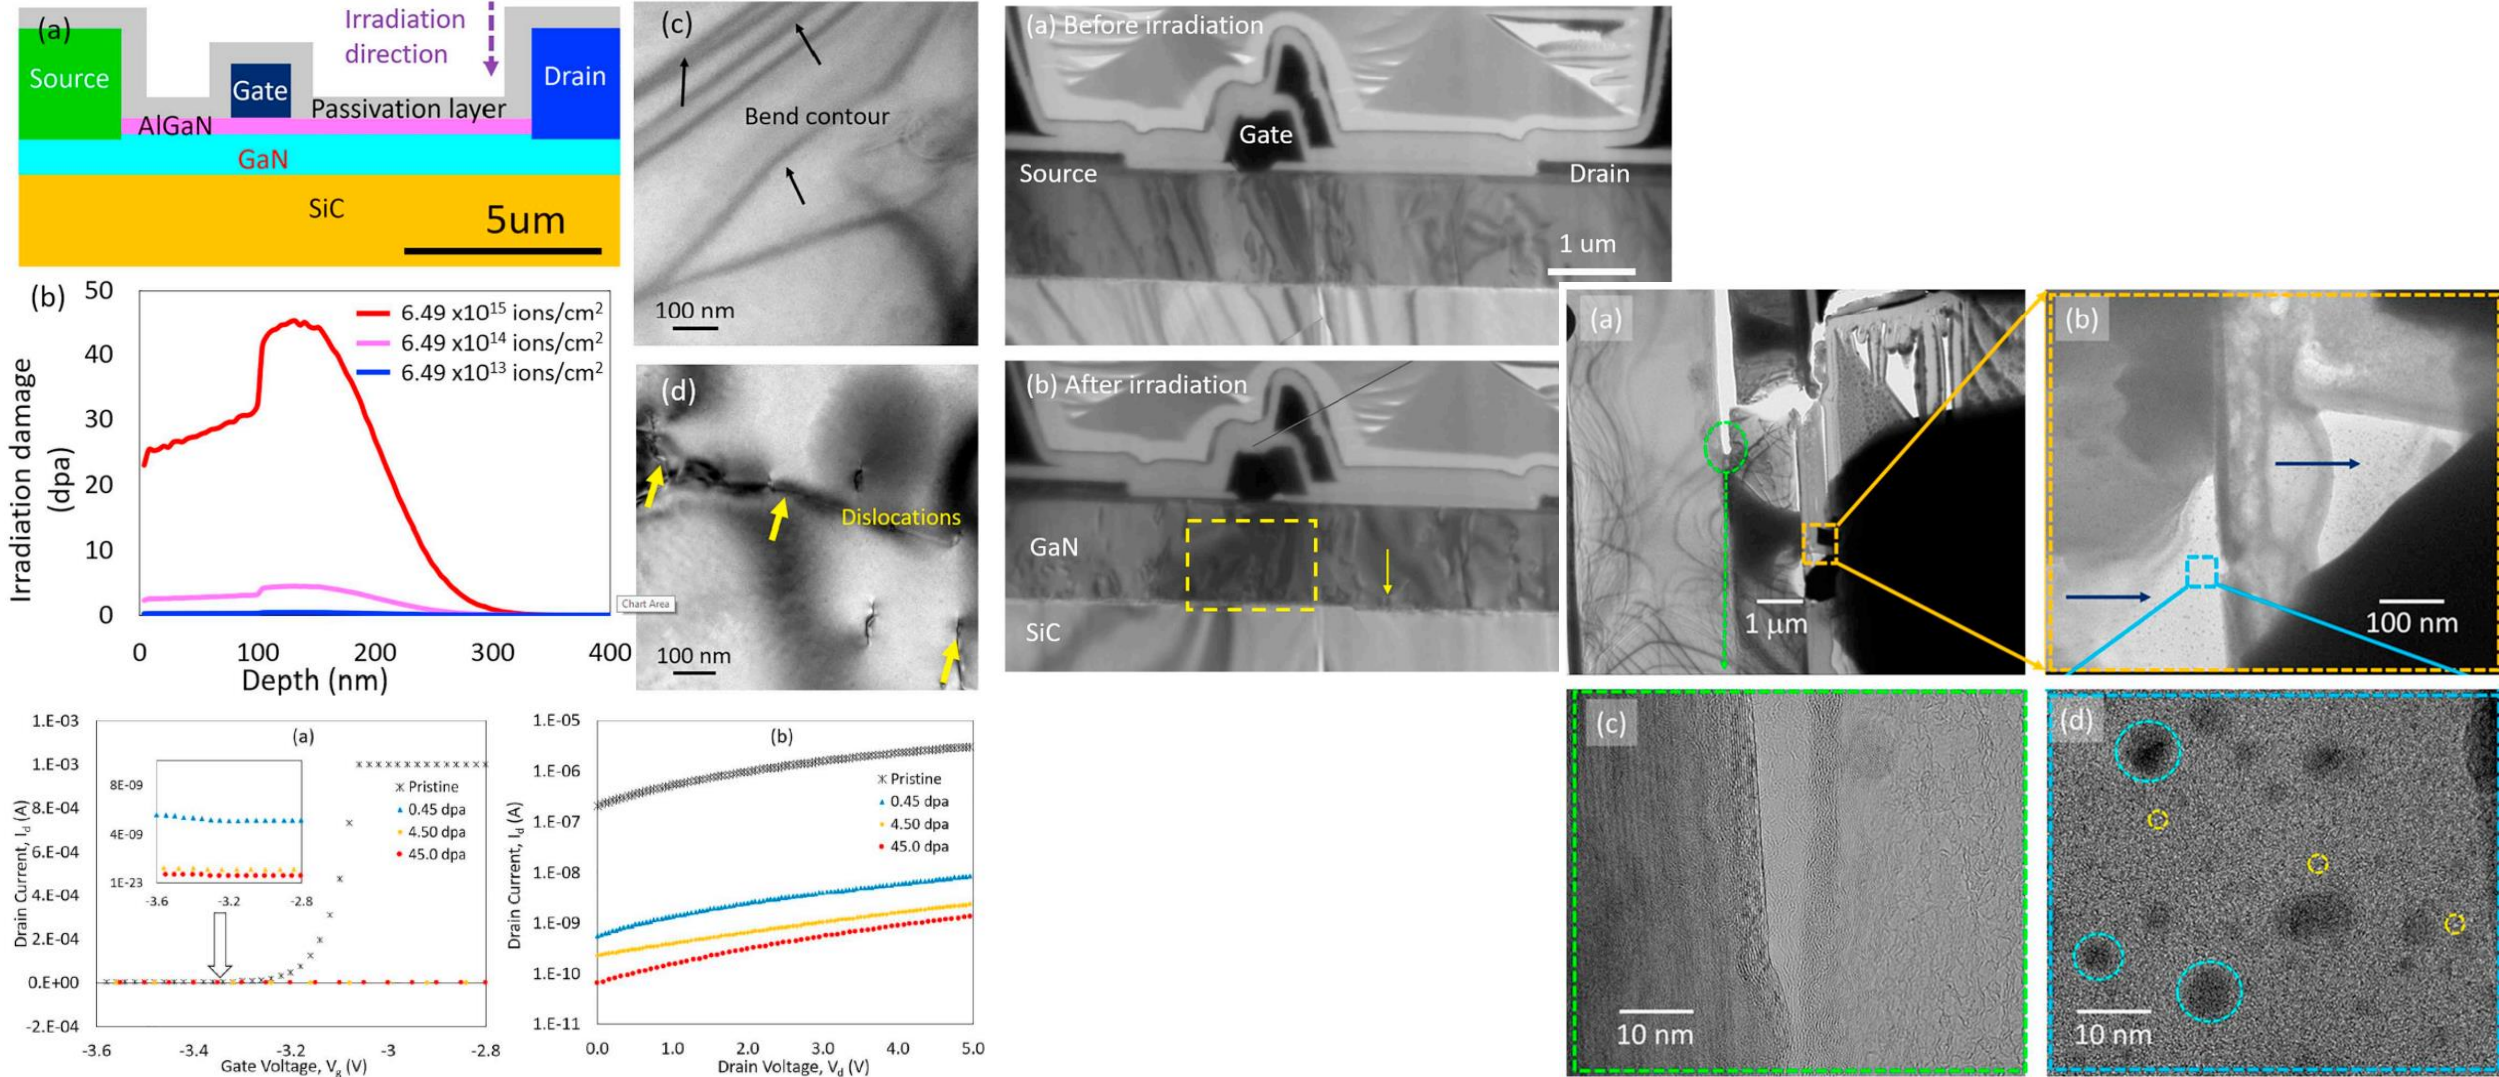 (a)
Irradiation
direction
Source
Gate
Drain
Passivation layer
AlGaN
GaN
SiC
5um
(b)
Irradiation damage
(dpa)
50
40
30
20
10
0
6.49 x10¹⁵ ions/cm²
6.49 x10¹⁴ ions/cm²
6.49 x10¹³ ions/cm²
Chart Area
0
100
200
300
400
Depth (nm)
(c)
Bend contour
100 nm
(d)
Dislocations
100 nm
(a) Before irradiation
Gate
Source
Drain
1 um
(b) After irradiation
GaN
SiC
(a)
1 μm
(b)
100 nm
(c)
10 nm
(d)
10 nm
(a)
Drain Current, I_d (A)
1.E-03
1.E-03
8.E-04
6.E-04
4.E-04
2.E-04
0.E+00
-2.E-04
8E-09
4E-09
1E-23
-3.6
-3.2
-2.8
Pristine
0.45 dpa
4.50 dpa
45.0 dpa
-3.6
-3.4
-3.2
-3
-2.8
Gate Voltage, V_g (V)
(b)
Drain Current, I_d (A)
1.E-05
1.E-06
1.E-07
1.E-08
1.E-09
1.E-10
1.E-11
Pristine
0.45 dpa
4.50 dpa
45.0 dpa
0.0
1.0
2.0
3.0
4.0
5.0
Drain Voltage, V_d (V)